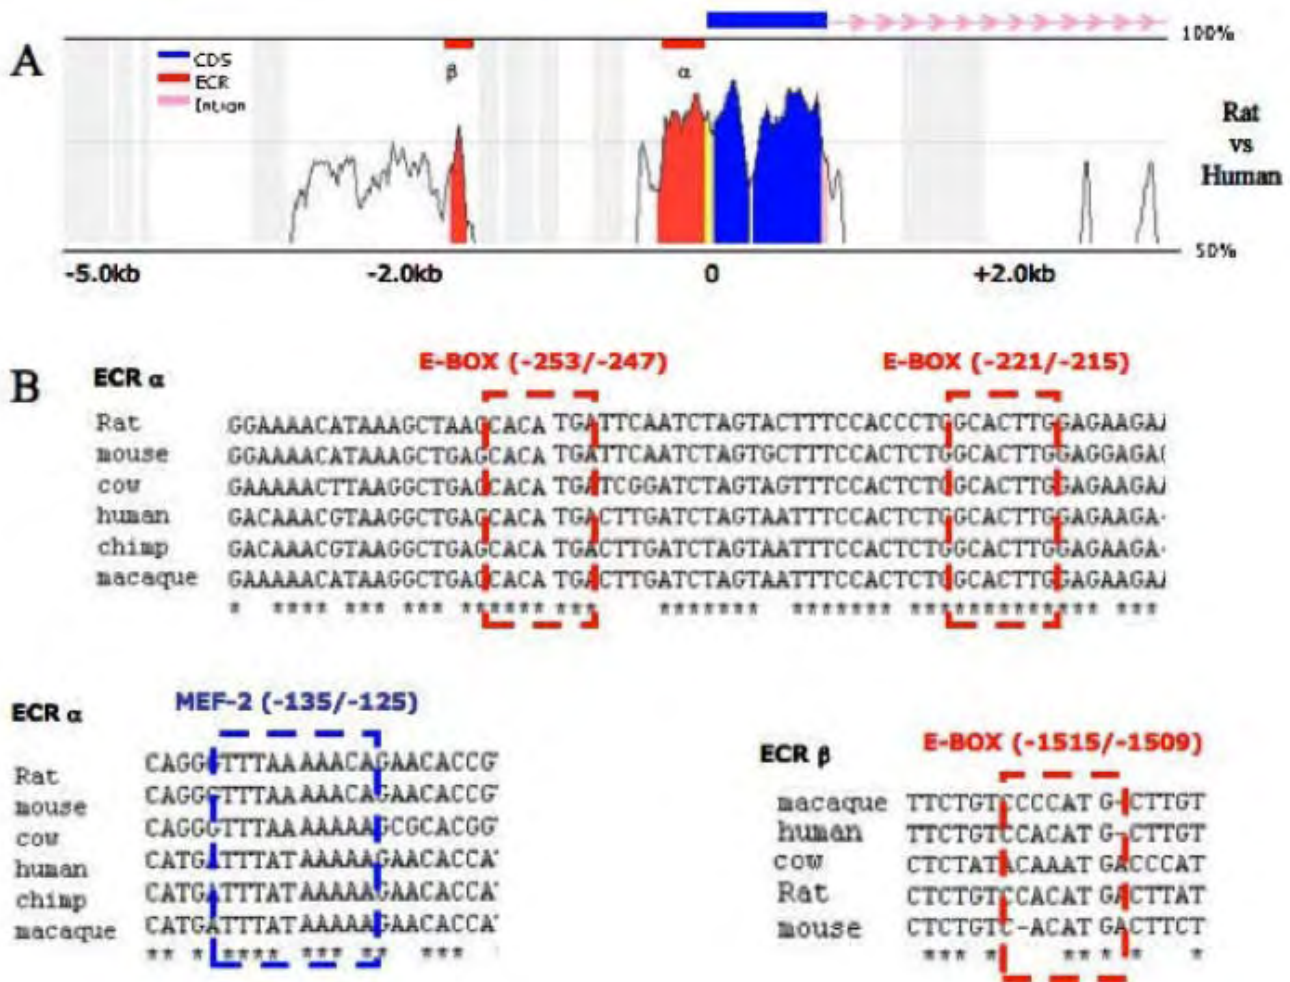 A
100%
CDS
ECR
Intron
β
α
Rat
vs
Human
50%
-5.0kb -2.0kb 0 +2.0kb
B
ECR α
E-BOX (-253/-247) E-BOX (-221/-215)
Rat GGAAAACATAAAGCTAAGCACA TGATTCAATCTAGTACTTTCCACCCTGGCACTTGGAGAAGA
mouse GGAAAACATAAAGCTGAGCACA TGATTCAATCTAGTGCTTTCCACTCTGGCACTTGGAGGAGA
cow GAAAAACTTAAGGCTGAGCACA TGATCGGATCTAGTAGTTTCCACTCTGGCACTTGGAGAAGA
human GACAAACGTAAGGCTGAGCACA TGACTTGATCTAGTAATTTCCACTCTGGCACTTGGAGAAGA-
chimp GACAAACGTAAGGCTGAGCACA TGACTTGATCTAGTAATTTCCACTCTGGCACTTGGAGAAGA-
macaque GAAAAACATAAGGCTGAGCACA TGACTTGATCTAGTAATTTCCACTCTGGCACTTGGAGAAGA
* **** *** *** ****** *** ******* ******* ************* ***
ECR α
MEF-2 (-135/-125)
Rat CAGGGTTTAA AAACAGAACACCG
mouse CAGGGTTTAA AAACAGAACACCG
cow CAGGGTTTAA AAAAAGCGCACGG
human CATGATTTAT AAAAAGAACACCA
chimp CATGATTTAT AAAAAGAACACCA
macaque CATGATTTAT AAAAAGAACACCA
** * **** *** ** ***
ECR β
E-BOX (-1515/-1509)
macaque TTCTGTCCCCAT G-CTTGT
human TTCTGTCCACAT G-CTTGT
cow CTCTATACAAAT GACCCAT
Rat CTCTGTCCACAT GACTTAT
mouse CTCTGTC-ACAT GACTTCT
*** * ** * * *